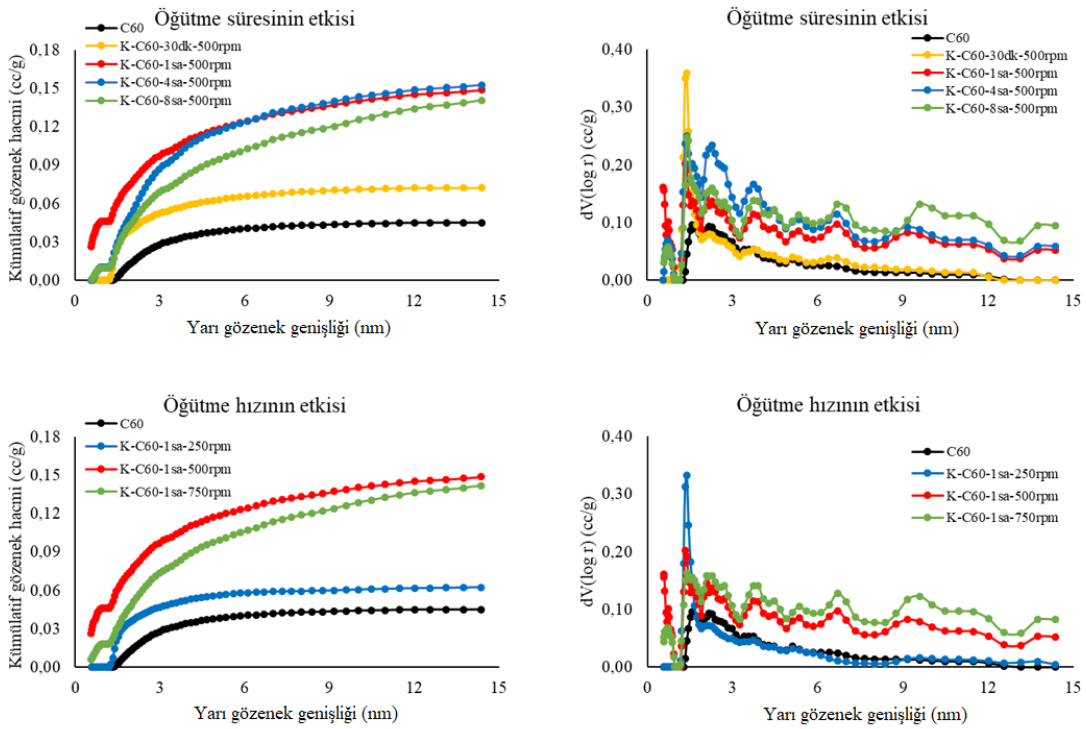 Öğütme süresinin etkisi
C60
K-C60-30dk-500rpm
K-C60-1sa-500rpm
K-C60-4sa-500rpm
K-C60-8sa-500rpm
0,18
0,15
0,12
0,09
0,06
0,03
0,00
Kümülatif gözenek hacmi (cc/g)
0 3 6 9 12 15
Yarı gözenek genişliği (nm)
Öğütme süresinin etkisi
C60
K-C60-30dk-500rpm
K-C60-1sa-500rpm
K-C60-4sa-500rpm
K-C60-8sa-500rpm
0,40
0,30
0,20
0,10
0,00
dV(log r) (cc/g)
0 3 6 9 12 15
Yarı gözenek genişliği (nm)
Öğütme hızının etkisi
C60
K-C60-1sa-250rpm
K-C60-1sa-500rpm
K-C60-1sa-750rpm
0,18
0,15
0,12
0,09
0,06
0,03
0,00
Kümülatif gözenek hacmi (cc/g)
0 3 6 9 12 15
Yarı gözenek genişliği (nm)
Öğütme hızının etkisi
C60
K-C60-1sa-250rpm
K-C60-1sa-500rpm
K-C60-1sa-750rpm
0,40
0,30
0,20
0,10
0,00
dV(log r) (cc/g)
0 3 6 9 12 15
Yarı gözenek genişliği (nm)